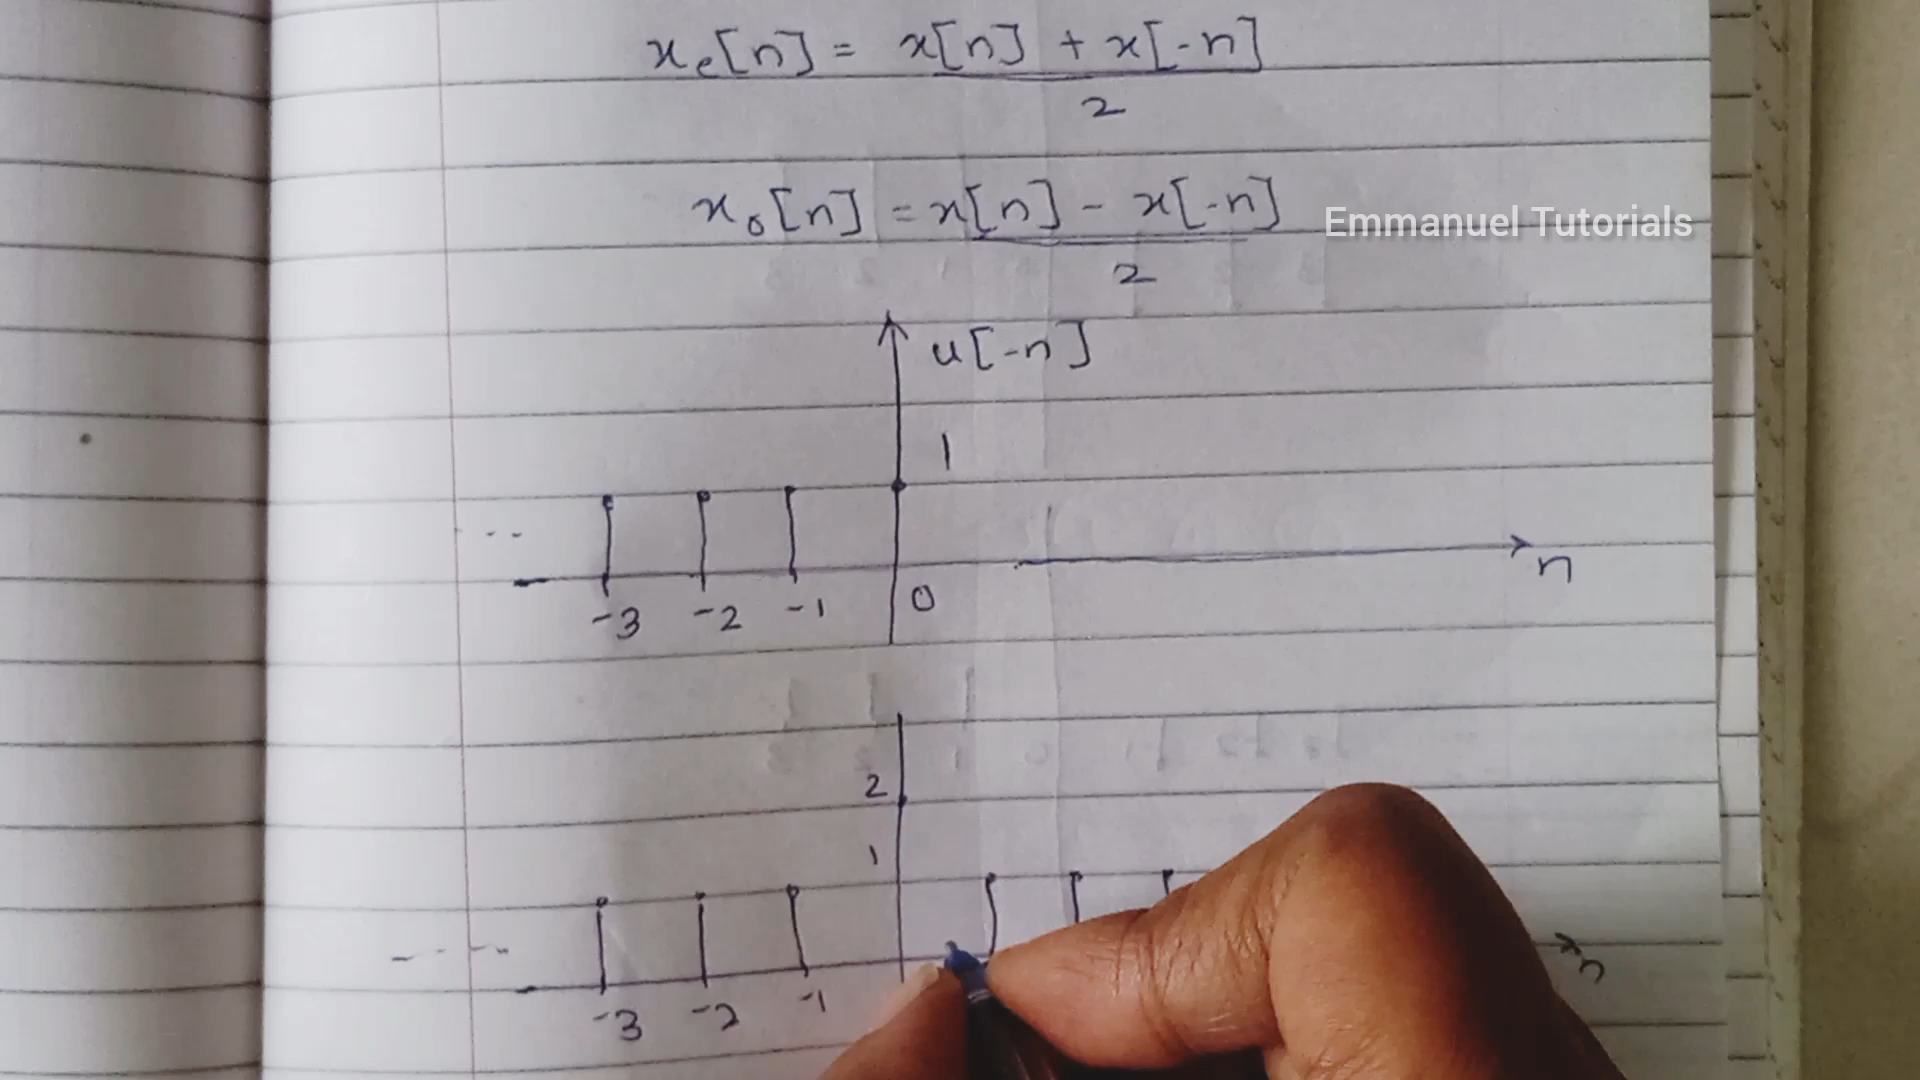 xe[n] = x[n] + x[-n]
2
xo[n] = x[n] - x[-n]
Emmanuel Tutorials
2
u[-n]
1
n
-3 -2 -1 0
2
1
n
-3 -2 -1